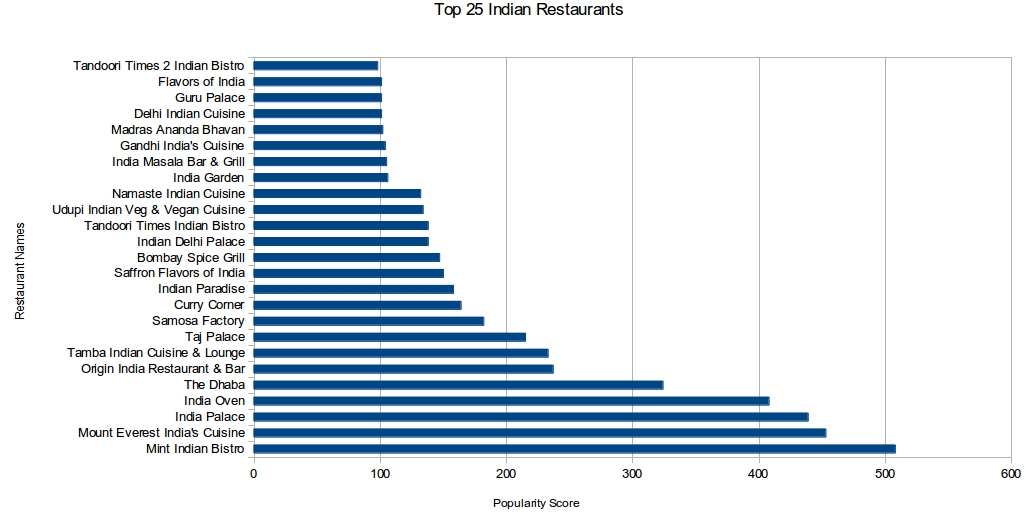 Top 25 Indian Restaurants
Restaurant Names
Tandoori Times 2 Indian Bistro
Flavors of India
Guru Palace
Delhi Indian Cuisine
Madras Ananda Bhavan
Gandhi India's Cuisine
India Masala Bar & Grill
India Garden
Namaste Indian Cuisine
Udupi Indian Veg & Vegan Cuisine
Tandoori Times Indian Bistro
Indian Delhi Palace
Bombay Spice Grill
Saffron Flavors of India
Indian Paradise
Curry Corner
Samosa Factory
Taj Palace
Tamba Indian Cuisine & Lounge
Origin India Restaurant & Bar
The Dhaba
India Oven
India Palace
Mount Everest India's Cuisine
Mint Indian Bistro
0 100 200 300 400 500 600
Popularity Score